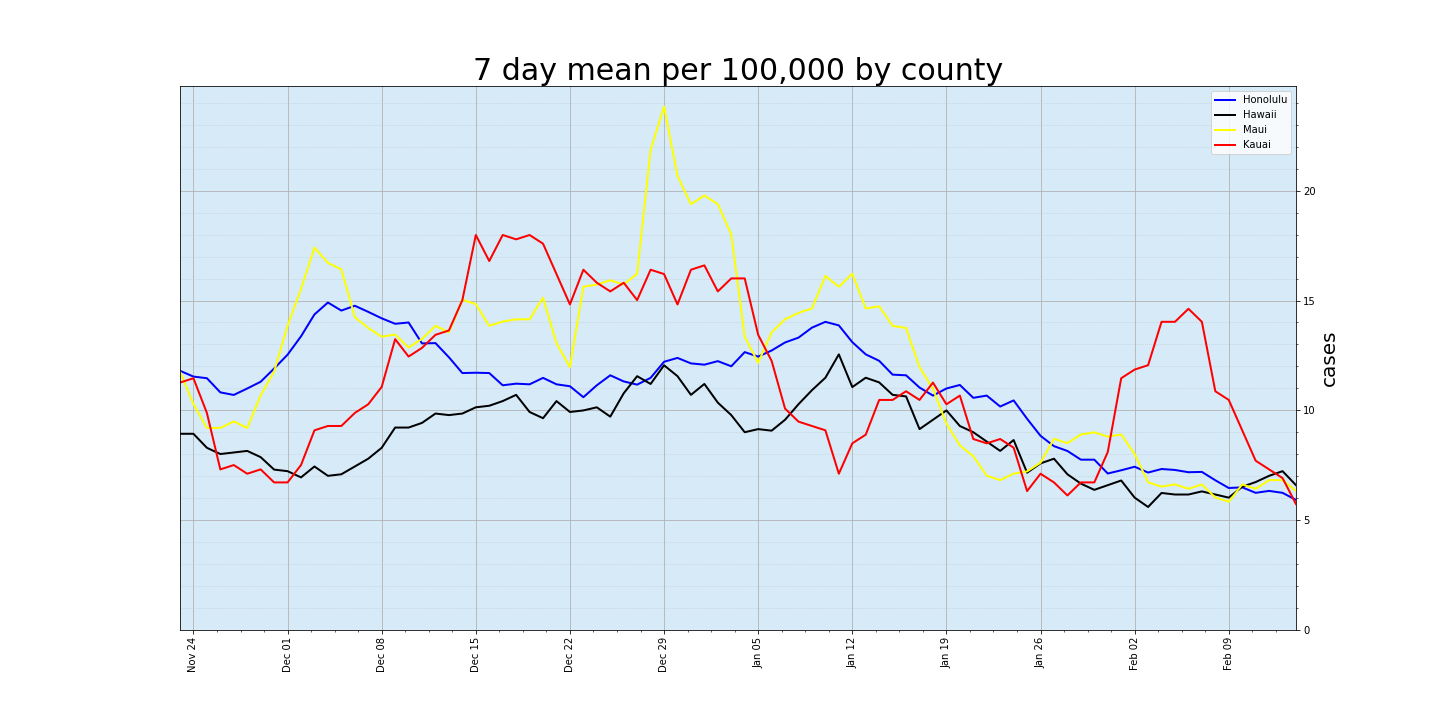 7 day mean per 100,000 by county
Honolulu
Hawaii
Maui
Kauai
20
15
10
5
0
cases
Nov 24
Dec 01
Dec 08
Dec 15
Dec 22
Dec 29
Jan 05
Jan 12
Jan 19
Jan 26
Feb 02
Feb 09